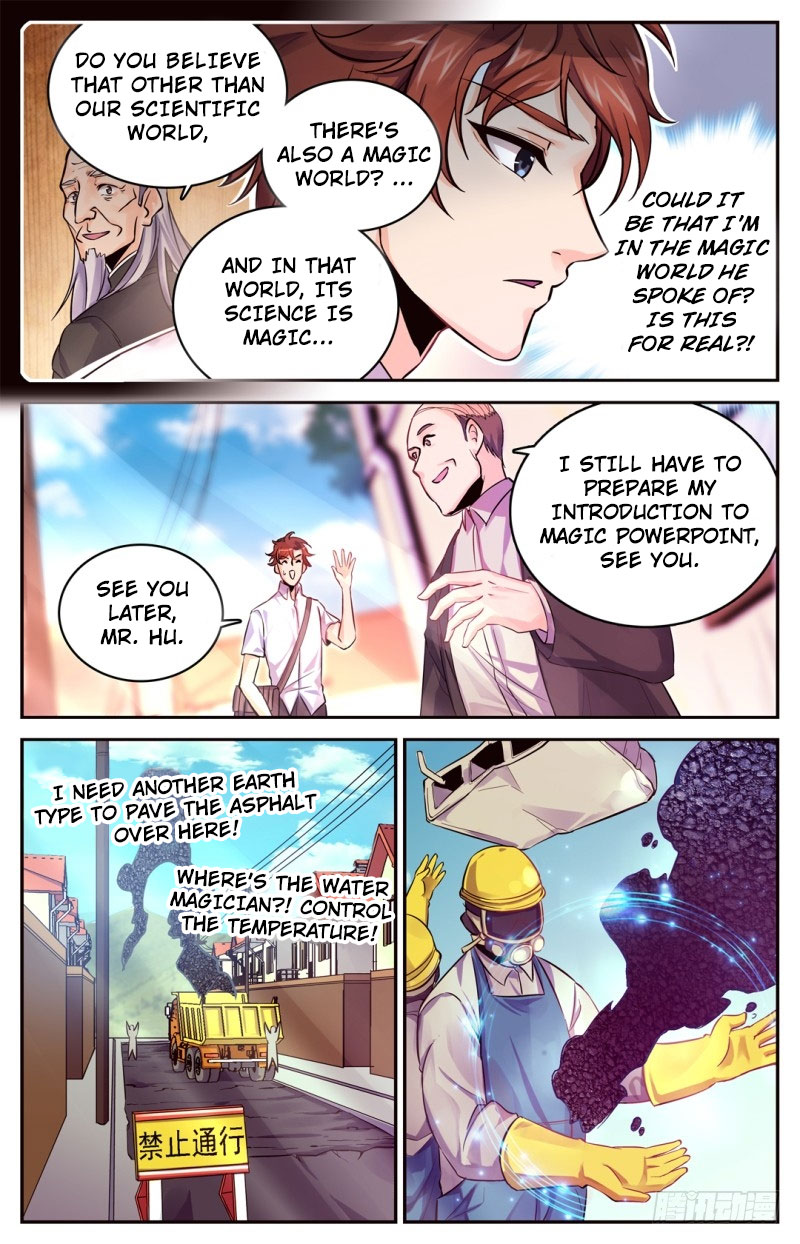 DO YOU BELIEVE
THAT OTHER THAN
OUR SCIENTIFIC
WORLD,
THERE'S
ALSO A MAGIC
WORLD? ...
AND IN THAT
WORLD, ITS
SCIENCE IS
MAGIC...
COULD IT
BE THAT I'M
IN THE MAGIC
WORLD HE
SPOKE OF?
IS THIS
FOR REAL?!
I STILL HAVE TO
PREPARE MY
INTRODUCTION TO
MAGIC POWERPOINT,
SEE YOU.
SEE YOU
LATER,
MR. HU.
I NEED ANOTHER EARTH
TYPE TO PAVE THE ASPHALT
OVER HERE!
WHERE'S THE WATER
MAGICIAN?! CONTROL
THE TEMPERATURE!
禁止通行
腾讯动漫